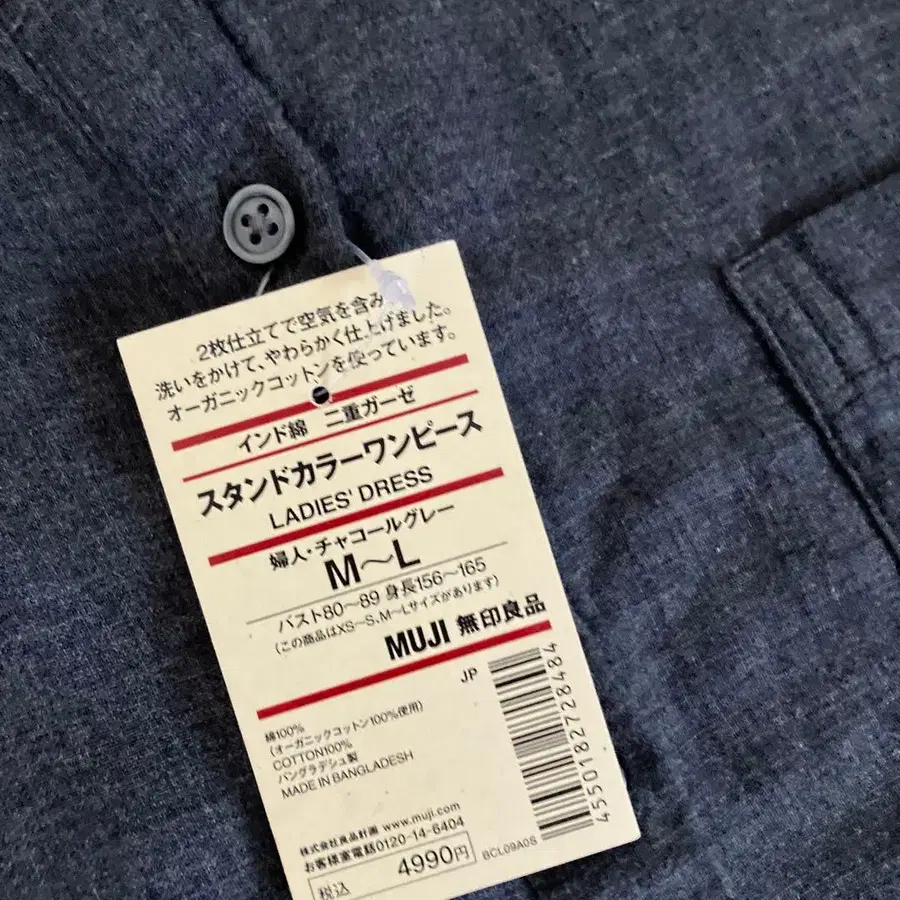 2枚仕立てで空気を含み
洗いをかけて、やわらかく仕上げました。
オーガニックコットンを使っています。
インド綿 二重ガーゼ
スタンドカラーワンピース
LADIES' DRESS
婦人・チャコールグレー
M〜L
バスト80〜89 身長156〜165
(この商品はXS〜S、M〜Lサイズがあります)
MUJI 無印良品
JP
綿100%
(オーガニックコットン100%使用)
COTTON100%
バングラデシュ製
MADE IN BANGLADESH
4550182728484
株式会社良品計画 www.muji.com
お客様室電話0120-14-6404
税込 4990円
BCL09A0S